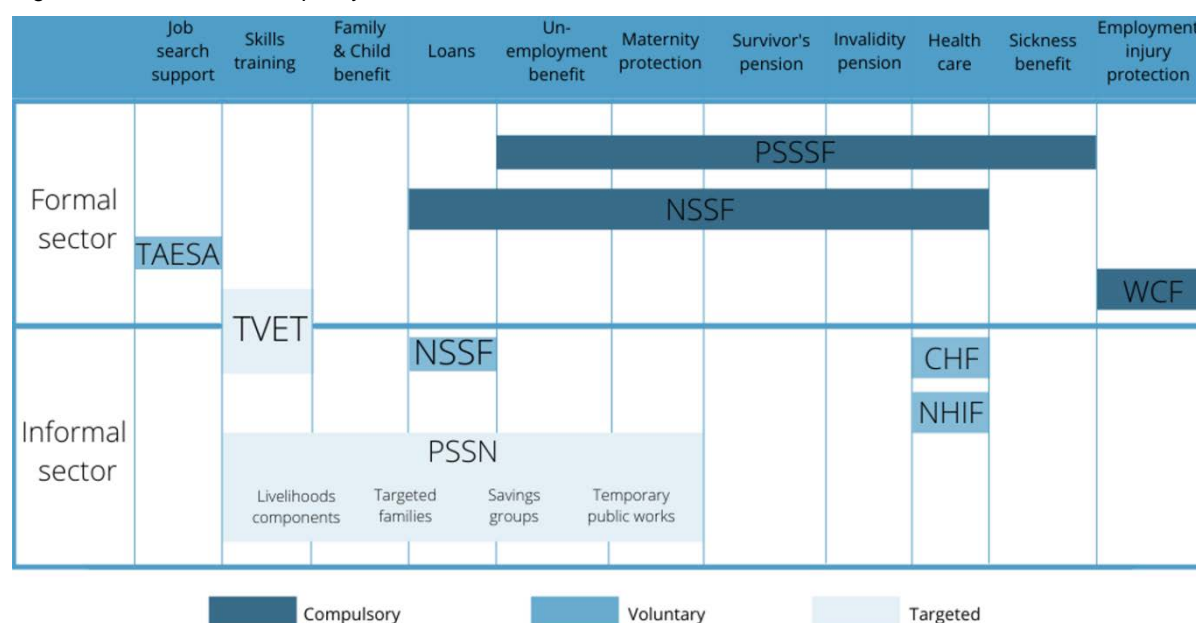 Job
search
support
Skills
training
Family
& Child
benefit
Loans
Un-
employment
benefit
Maternity
protection
Survivor's
pension
Invalidity
pension
Health
care
Sickness
benefit
Employment
injury
protection
Formal
sector
PSSSF
NSSF
TAESA
WCF
TVET
Informal
sector
NSSF
CHF
NHIF
PSSN
Livelihoods
components
Targeted
families
Savings
groups
Temporary
public works
Compulsory
Voluntary
Targeted